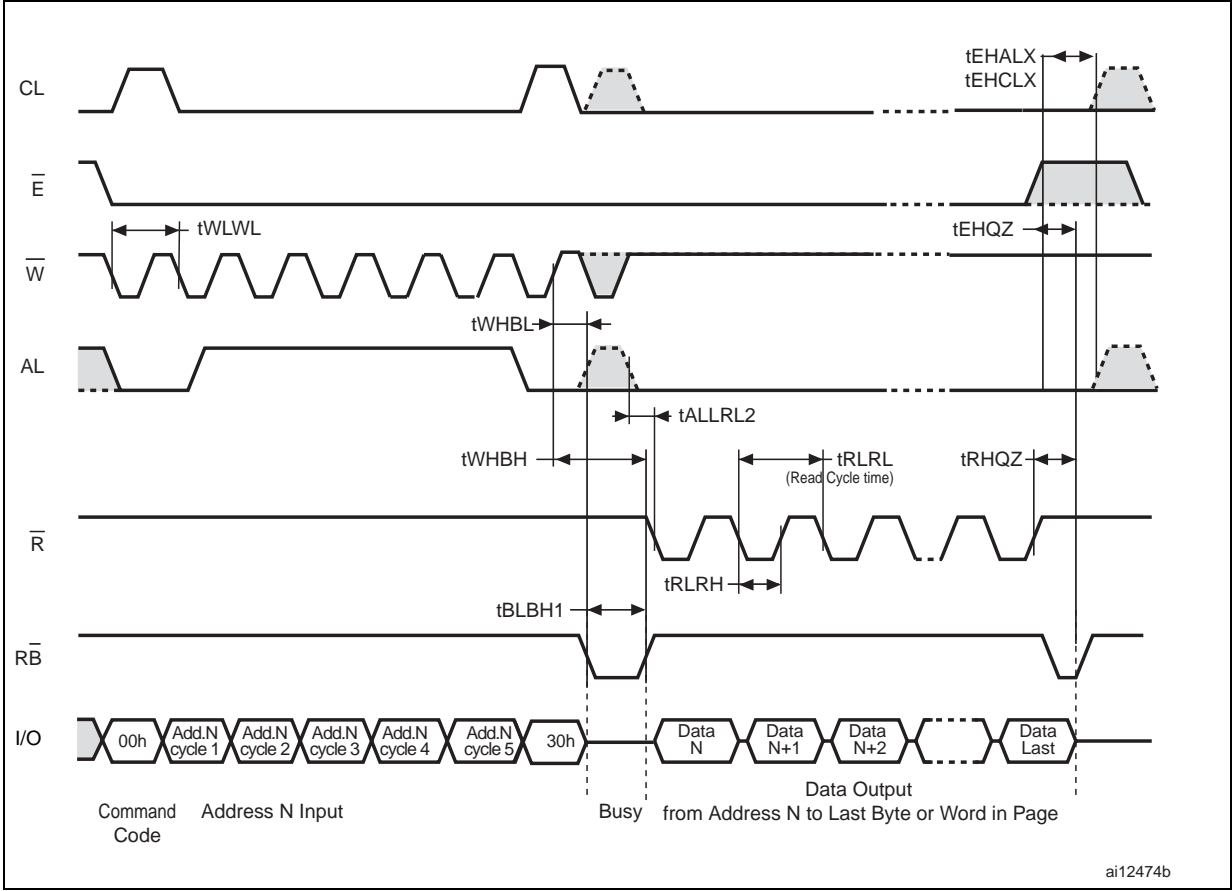 tEHALX
tEHCLX
CL
E̅
tWLWL
tEHQZ
W̅
tWHBL
AL
tALLRL2
tWHBH
tRLRL
(Read Cycle time)
tRHQZ
R̅
tRLRH
tBLBH1
RB̅
I/O
00h
Add.N
cycle 1
Add.N
cycle 2
Add.N
cycle 3
Add.N
cycle 4
Add.N
cycle 5
30h
Data
N
Data
N+1
Data
N+2
Data
Last
Command
Code
Address N Input
Busy
Data Output
from Address N to Last Byte or Word in Page
ai12474b